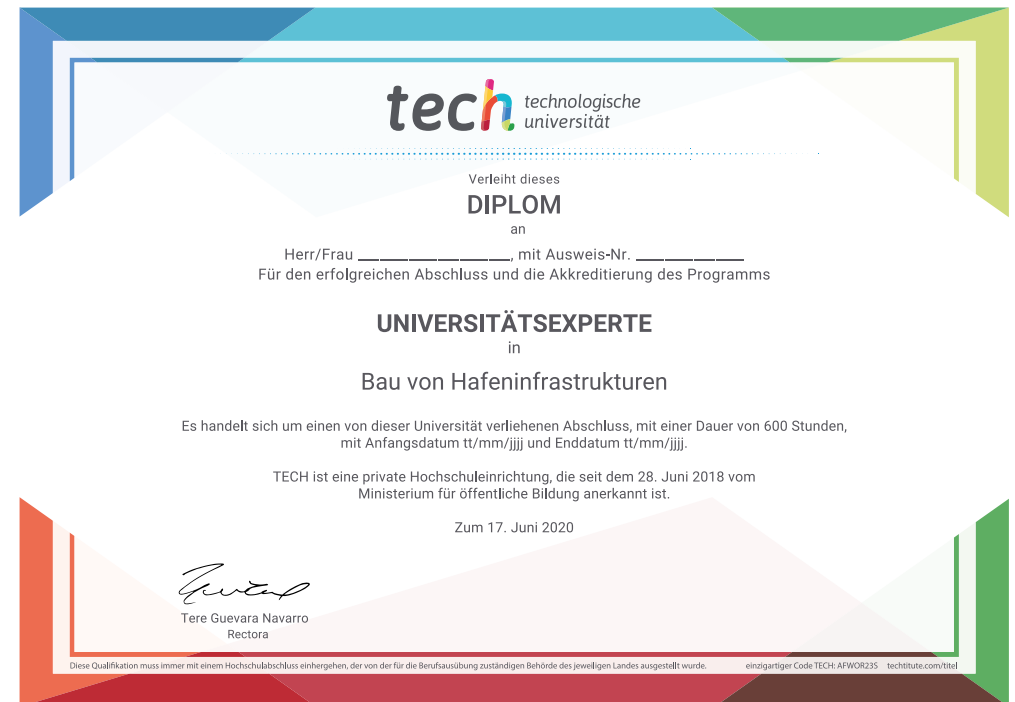 tech technologische
universität
Verleiht dieses
DIPLOM
an
Herr/Frau ____________________, mit Ausweis-Nr. ______________
Für den erfolgreichen Abschluss und die Akkreditierung des Programms
UNIVERSITÄTSEXPERTE
in
Bau von Hafeninfrastrukturen
Es handelt sich um einen von dieser Universität verliehenen Abschluss, mit einer Dauer von 600 Stunden,
mit Anfangsdatum tt/mm/jjjj und Enddatum tt/mm/jjjj.
TECH ist eine private Hochschuleinrichtung, die seit dem 28. Juni 2018 vom
Ministerium für öffentliche Bildung anerkannt ist.
Zum 17. Juni 2020
Tere Guevara Navarro
Rectora
Diese Qualifikation muss immer mit einem Hochschulabschluss einhergehen, der von der für die Berufsausübung zuständigen Behörde des jeweiligen Landes ausgestellt wurde. einzigartiger Code TECH: AFWOR23S techtitute.com/titel